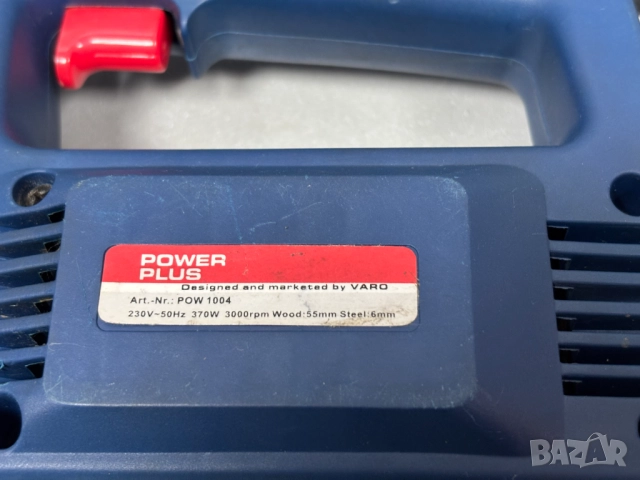 POWER
PLUS
Designed and marketed by VARO
Art.-Nr.: POW 1004
230V~50Hz 370W 3000rpm Wood:55mm Steel:6mm
BAZAR